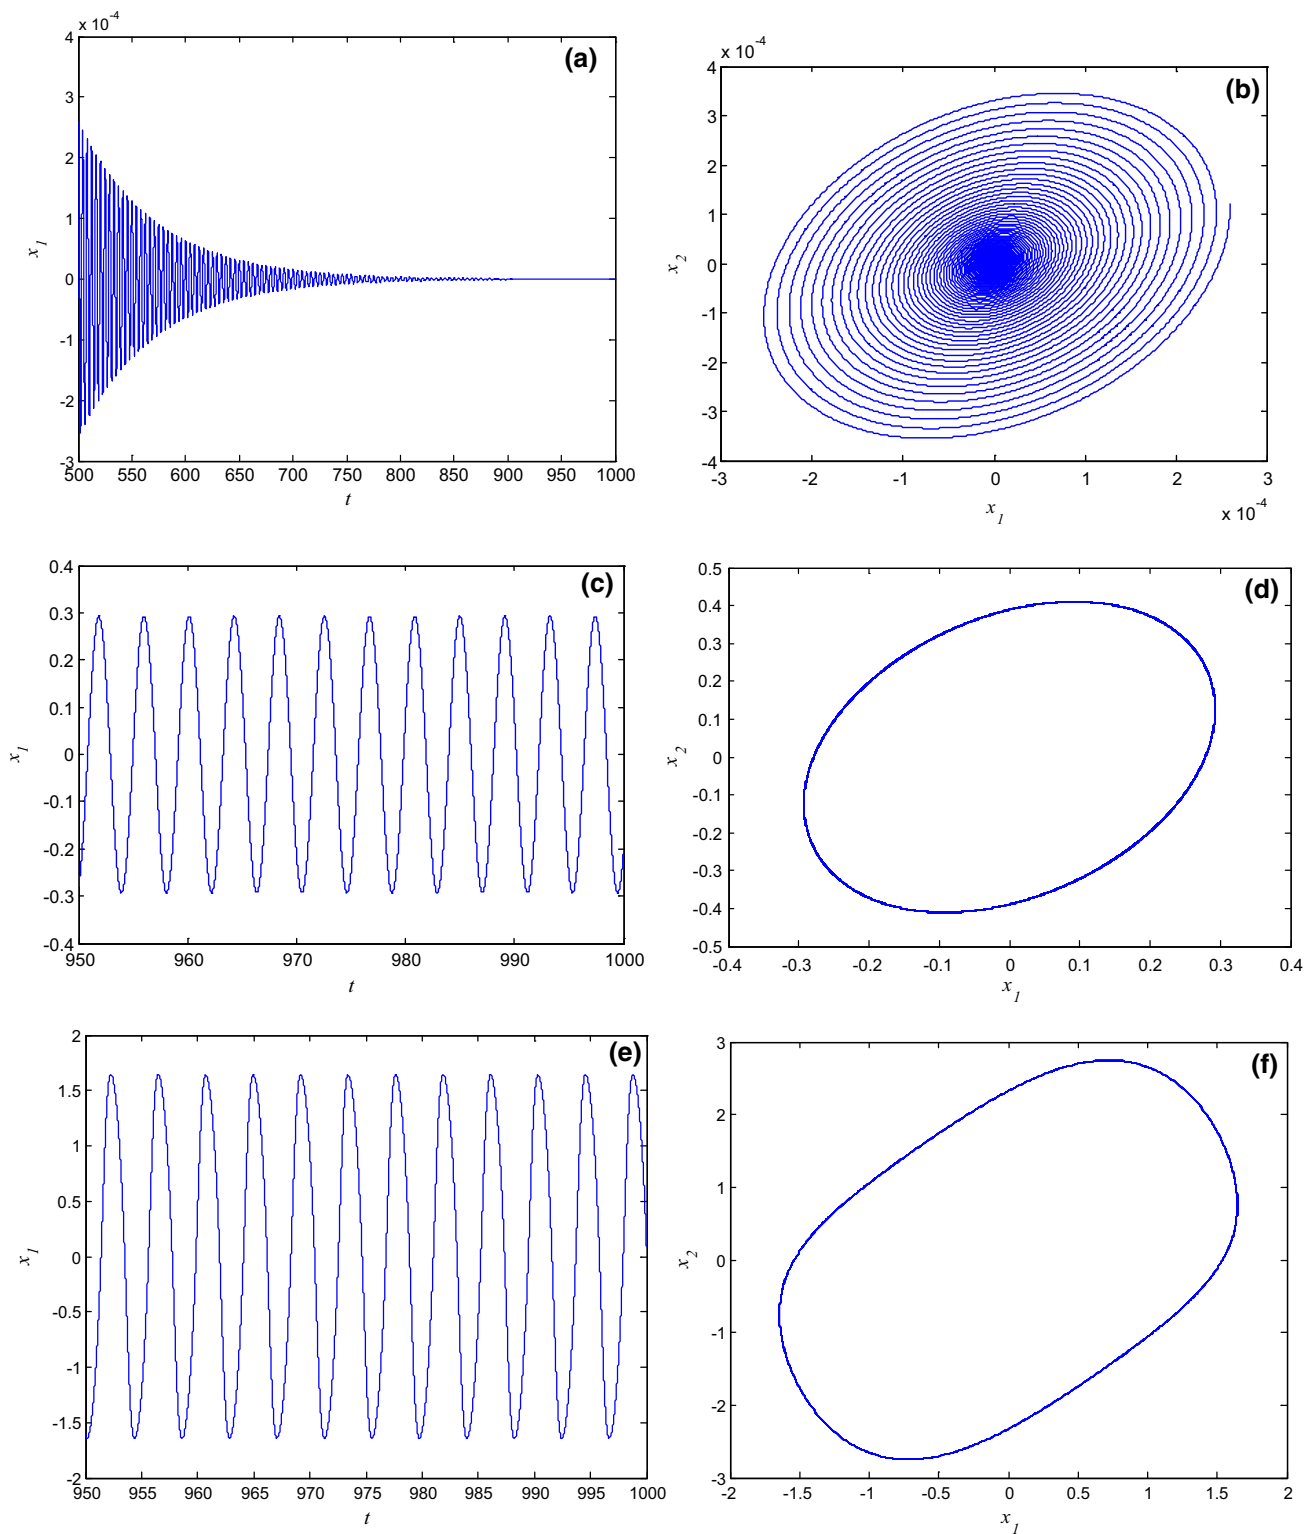 x 10⁻⁴
4
3
2
1
0
-1
-2
-3
500 550 600 650 700 750 800 850 900 950 1000
x₁
t
(a)
x 10⁻⁴
4
3
2
1
0
-1
-2
-3
-4
-3 -2 -1 0 1 2 3
x₂
x₁
x 10⁻⁴
(b)
0.4
0.3
0.2
0.1
0
-0.1
-0.2
-0.3
-0.4
950 960 970 980 990 1000
x₁
t
(c)
0.5
0.4
0.3
0.2
0.1
0
-0.1
-0.2
-0.3
-0.4
-0.5
-0.4 -0.3 -0.2 -0.1 0 0.1 0.2 0.3 0.4
x₂
x₁
(d)
2
1.5
1
0.5
0
-0.5
-1
-1.5
-2
950 955 960 965 970 975 980 985 990 995 1000
x₁
t
(e)
3
2
1
0
-1
-2
-3
-2 -1.5 -1 -0.5 0 0.5 1 1.5 2
x₂
x₁
(f)